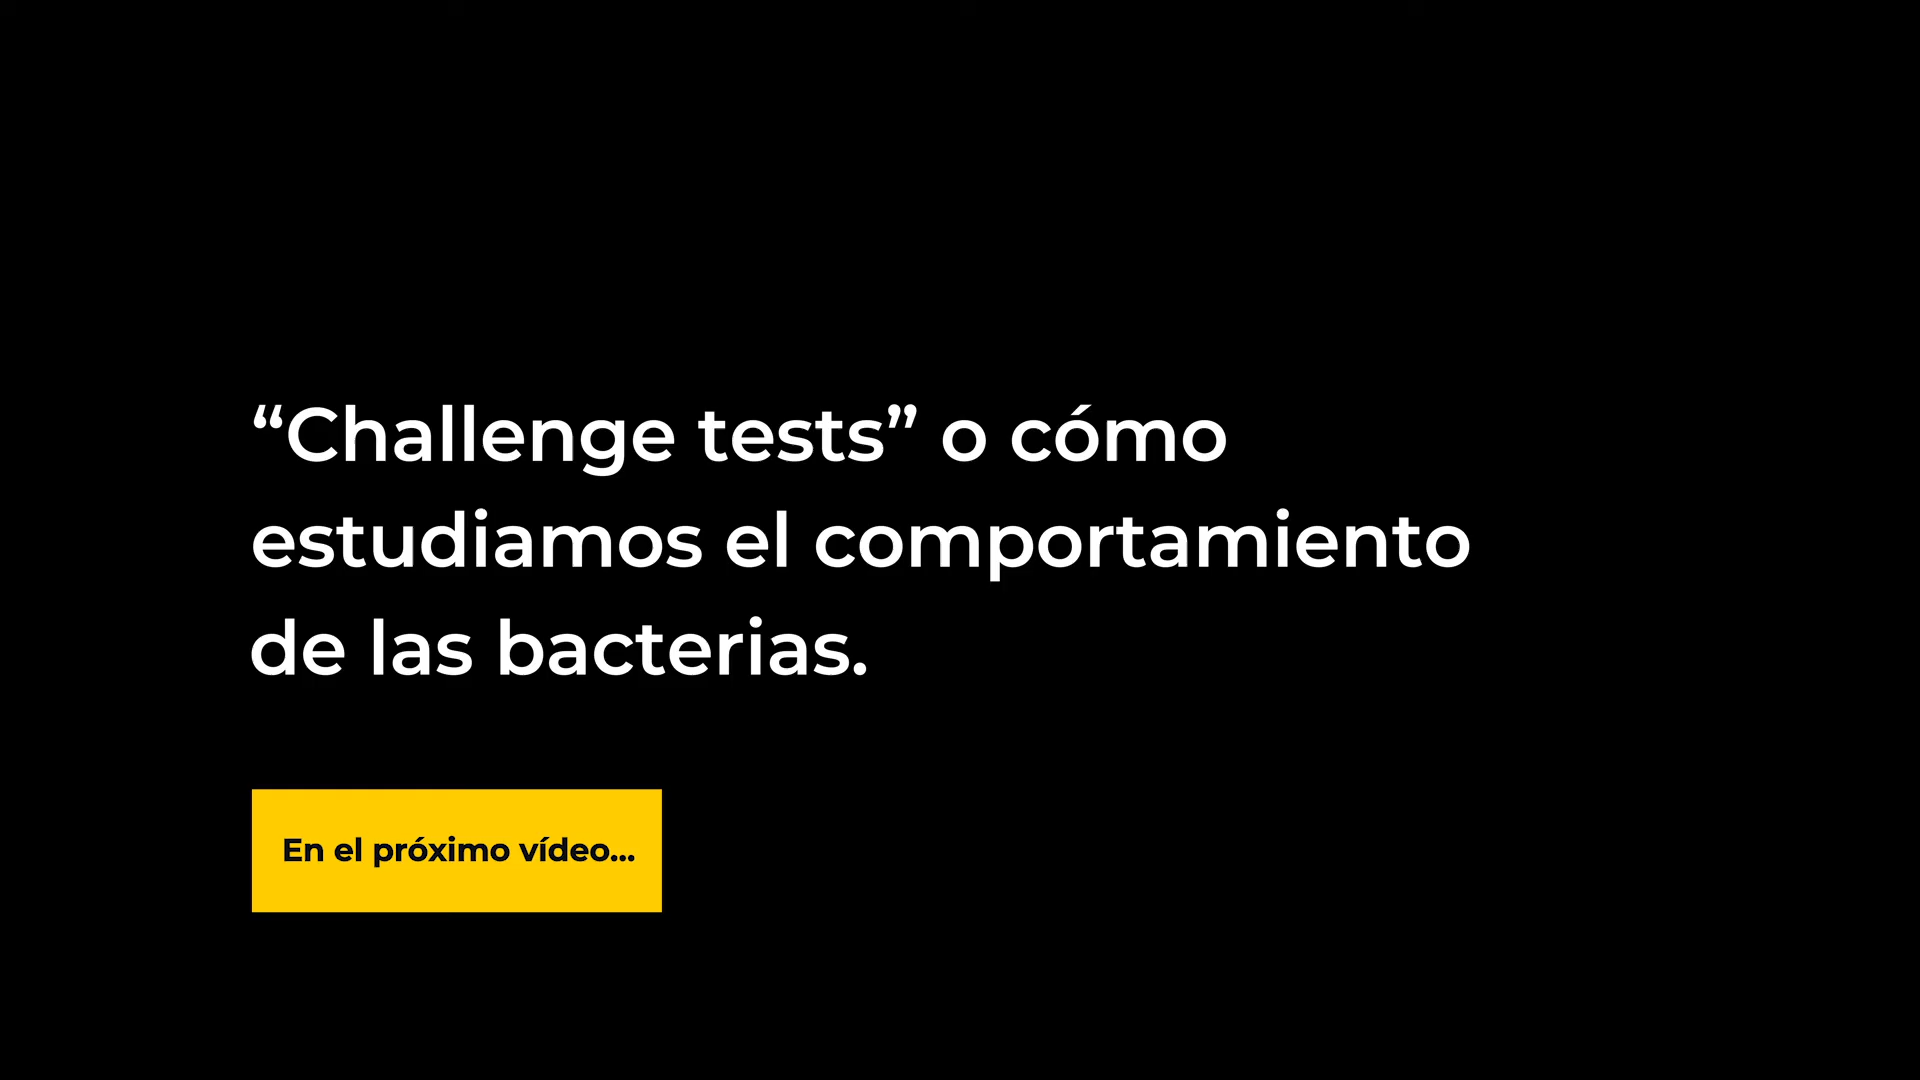 “Challenge tests” o cómo
estudiamos el comportamiento
de las bacterias.
En el próximo vídeo...